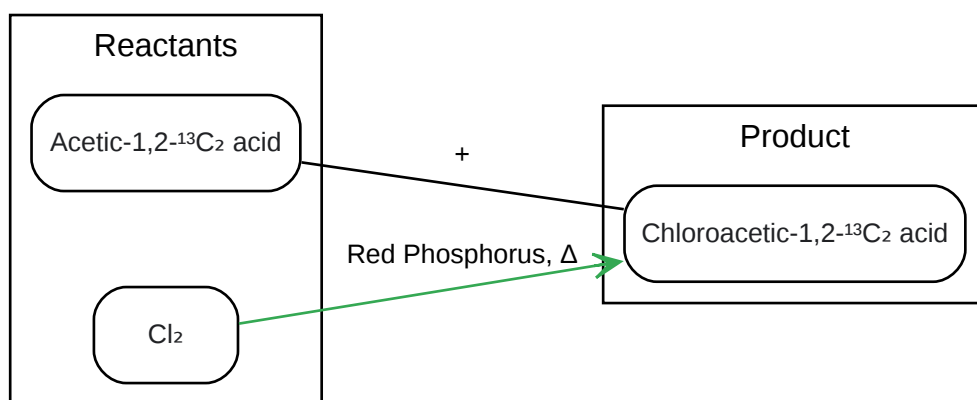 Reactants
Acetic-1,2-¹³C₂ acid
Cl₂
+
Red Phosphorus, Δ
Product
Chloroacetic-1,2-¹³C₂ acid